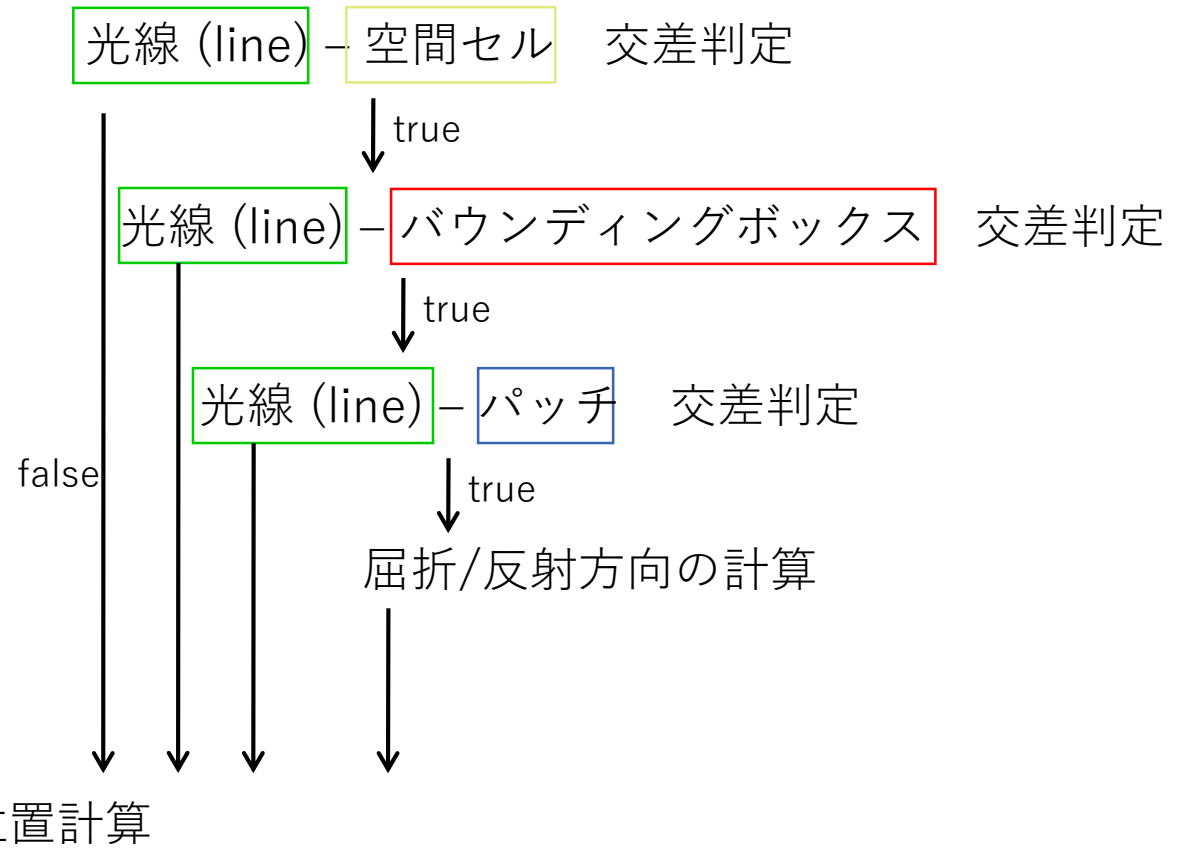 光線 (line) – 空間セル 交差判定
true
光線 (line) – バウンディングボックス 交差判定
true
光線 (line) – パッチ 交差判定
false
true
屈折/反射方向の計算
置計算